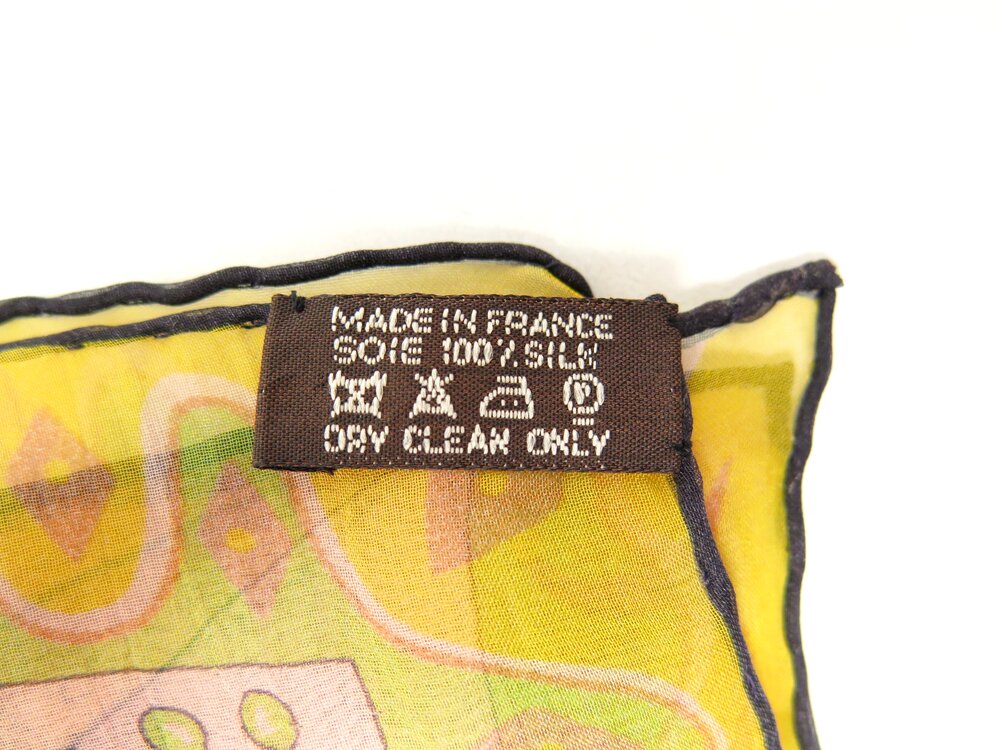 MADE IN FRANCE
SOIE 100% SILK
P
DRY CLEAN ONLY